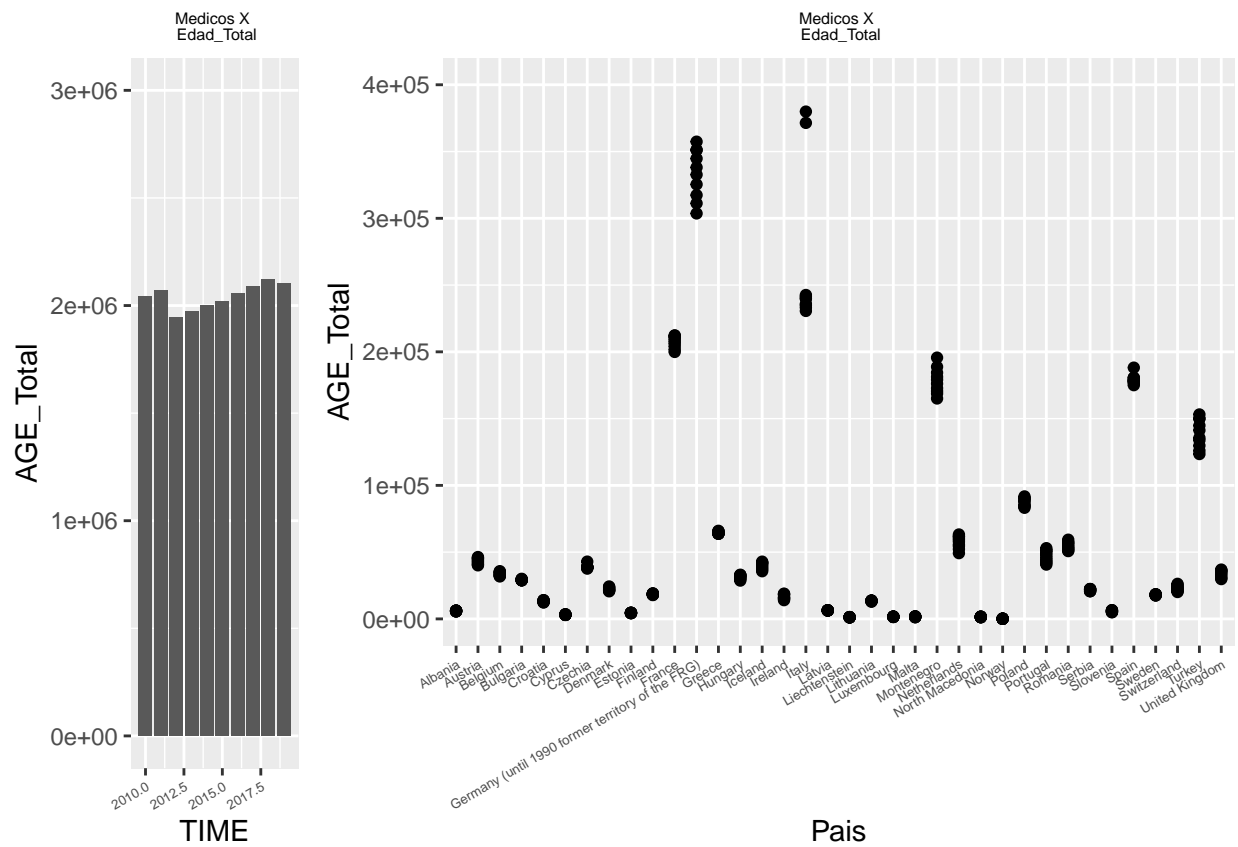 Medicos X
Edad_Total
3e+06
2e+06
1e+06
0e+00
AGE_Total
2010.0
2012.5
2015.0
2017.5
TIME
Medicos X
Edad_Total
4e+05
3e+05
2e+05
1e+05
0e+00
AGE_Total
Albania
Austria
Belgium
Bulgaria
Croatia
Cyprus
Czechia
Denmark
Estonia
Finland
France
Germany (until 1990 former territory of the FRG)
Greece
Hungary
Iceland
Ireland
Italy
Latvia
Liechtenstein
Lithuania
Luxembourg
Malta
Montenegro
Netherlands
North Macedonia
Norway
Poland
Portugal
Romania
Serbia
Slovenia
Spain
Sweden
Switzerland
Turkey
United Kingdom
Pais